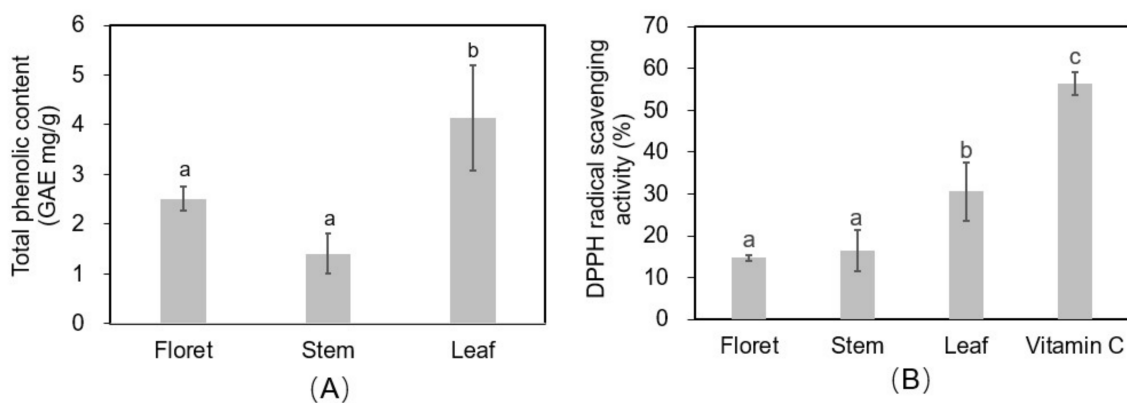 Total phenolic content
(GAE mg/g)
6
5
4
3
2
1
0
a
a
b
Floret
Stem
Leaf
(A)
DPPH radical scavenging
activity (%)
70
60
50
40
30
20
10
0
a
a
b
c
Floret
Stem
Leaf
Vitamin C
(B)